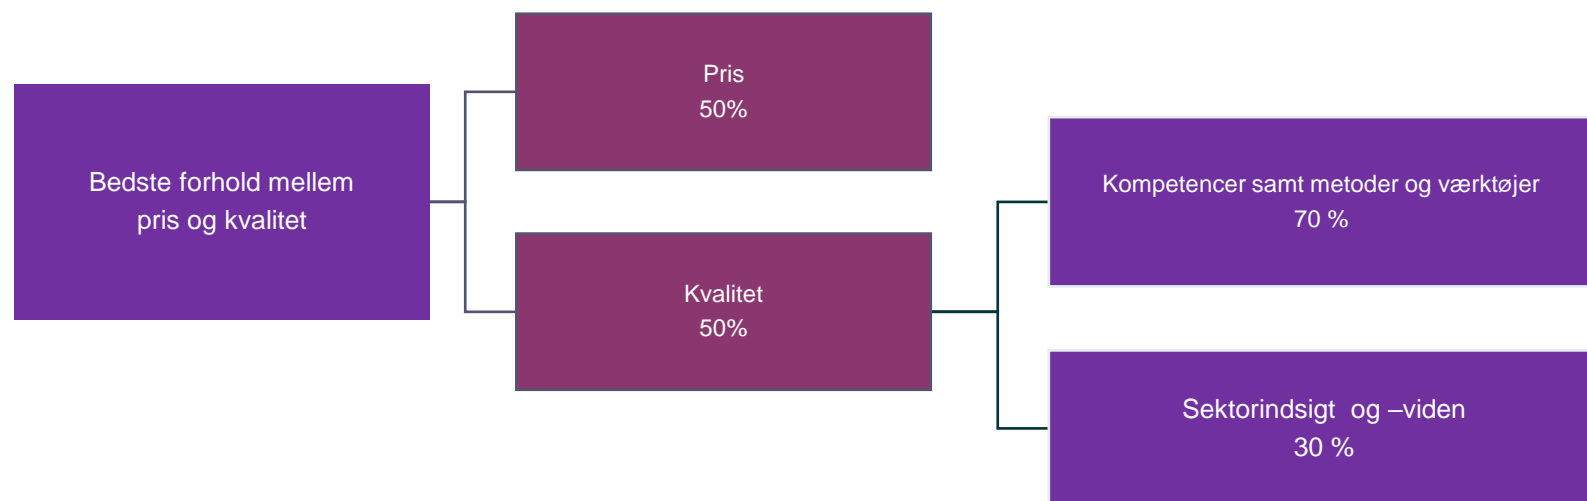 Bedste forhold mellem
pris og kvalitet
Pris
50%
Kvalitet
50%
Kompetencer samt metoder og værktøjer
70 %
Sektorindsigt og –viden
30 %